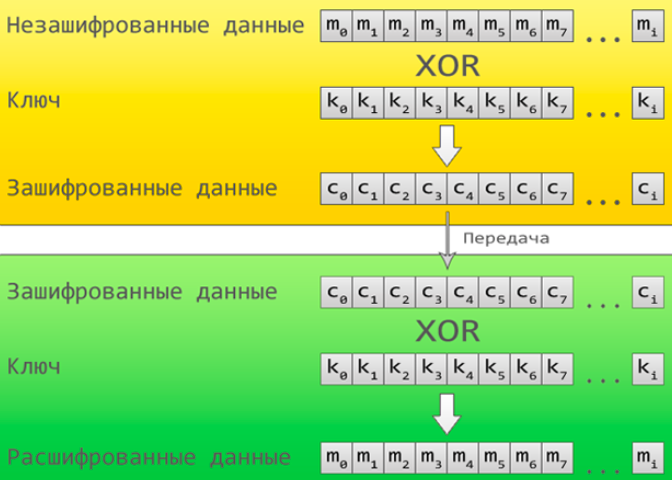 Незашифрованные данные m₀ m₁ m₂ m₃ m₄ m₅ m₆ m₇ ... mᵢ
XOR
Ключ k₀ k₁ k₂ k₃ k₄ k₅ k₆ k₇ ... kᵢ
Зашифрованные данные c₀ c₁ c₂ c₃ c₄ c₅ c₆ c₇ ... cᵢ
Передача
Зашифрованные данные c₀ c₁ c₂ c₃ c₄ c₅ c₆ c₇ ... cᵢ
XOR
Ключ k₀ k₁ k₂ k₃ k₄ k₅ k₆ k₇ ... kᵢ
Расшифрованные данные m₀ m₁ m₂ m₃ m₄ m₅ m₆ m₇ ... mᵢ